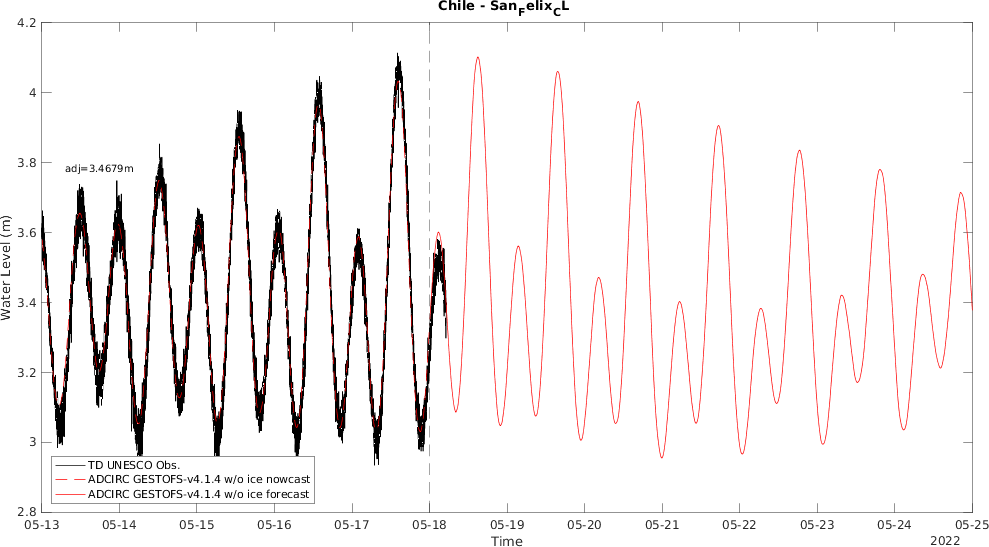 Chile - San_Felix_CL
4.2
4
3.8
3.6
3.4
3.2
3
2.8
Water Level (m)
adj=3.4679m
TD UNESCO Obs.
ADCIRC GESTOFS-v4.1.4 w/o ice nowcast
ADCIRC GESTOFS-v4.1.4 w/o ice forecast
05-13 05-14 05-15 05-16 05-17 05-18 05-19 05-20 05-21 05-22 05-23 05-24 05-25
Time
2022